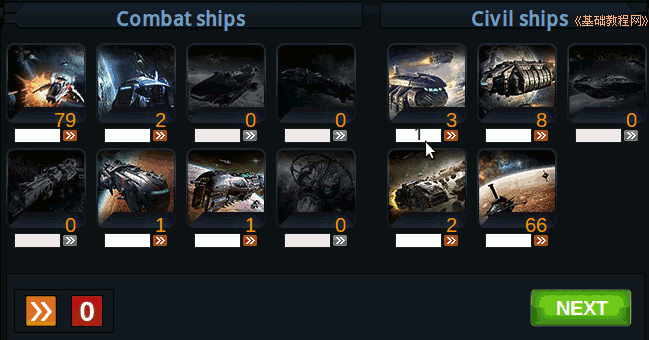 Combat ships
Civil ships
《基础教程网》
79 2 0 0 3 8 0
1
0 1 1 0 2 66
0
NEXT